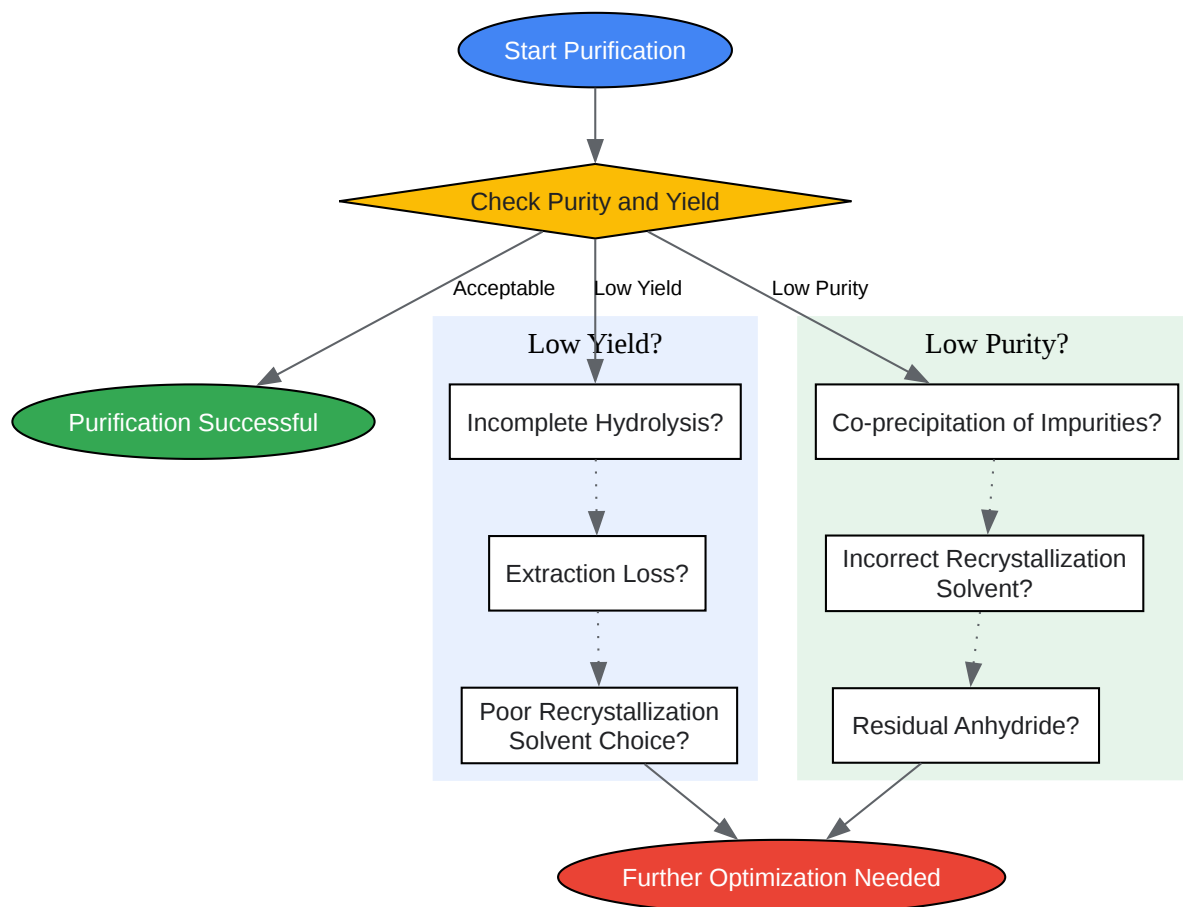 Start Purification
Check Purity and Yield
Acceptable
Low Yield
Low Purity
Low Yield?
Low Purity?
Purification Successful
Incomplete Hydrolysis?
Co-precipitation of Impurities?
Extraction Loss?
Incorrect Recrystallization
Solvent?
Poor Recrystallization
Solvent Choice?
Residual Anhydride?
Further Optimization Needed